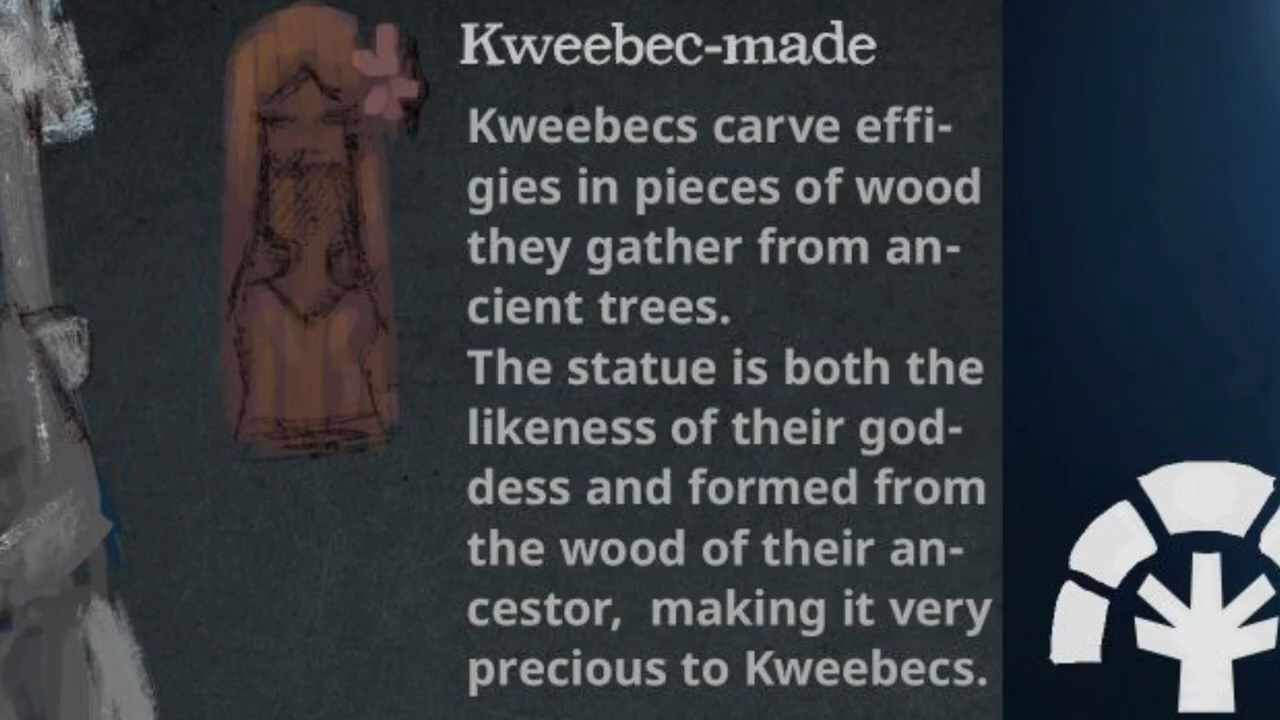 Kweebec-made
Kweebecs carve effi-
gies in pieces of wood
they gather from an-
cient trees.
The statue is both the
likeness of their god-
dess and formed from
the wood of their an-
cestor,  making it very
precious to Kweebecs.